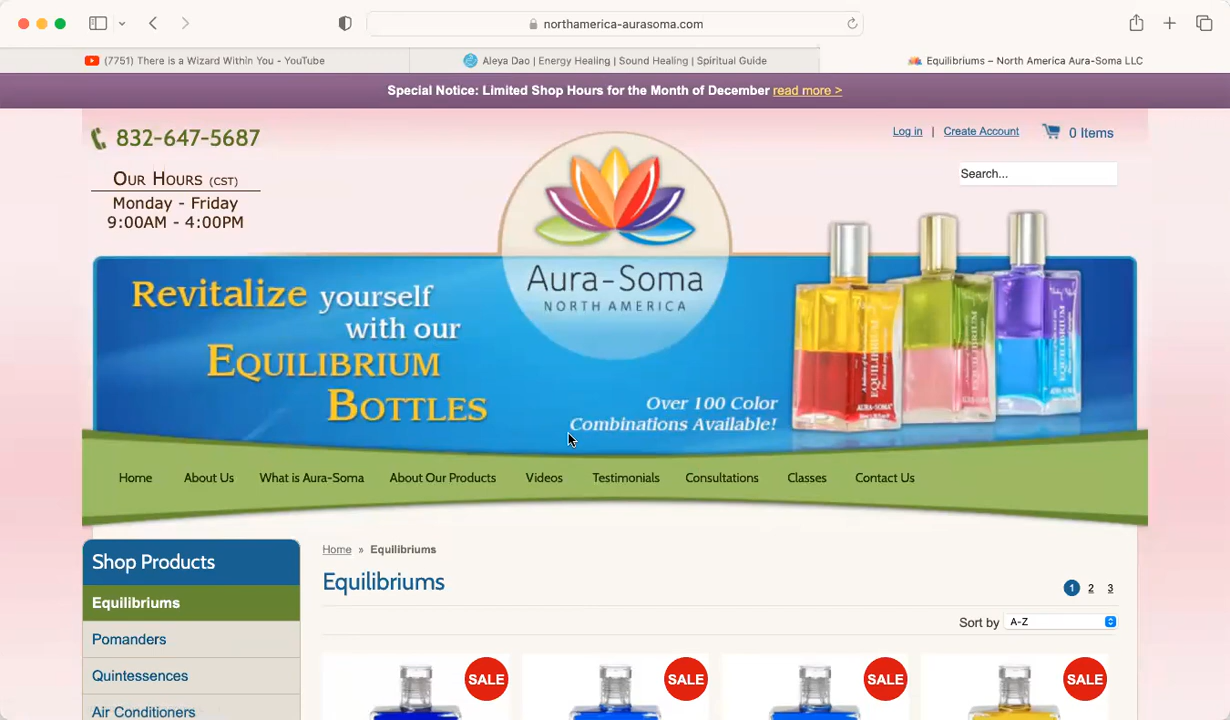 northamerica-aurasoma.com
(7751) There is a Wizard Within You - YouTube
Aleya Dao | Energy Healing | Sound Healing | Spiritual Guide
Equilibriums – North America Aura-Soma LLC
Special Notice: Limited Shop Hours for the Month of December read more >
832-647-5687
Log in | Create Account
0 Items
Search...
Our Hours (CST)
Monday - Friday
9:00AM - 4:00PM
Aura-Soma
NORTH AMERICA
Revitalize yourself
with our
Equilibrium
Bottles
Over 100 Color
Combinations Available!
EQUILIBRIUM
AURA-SOMA
EQUILIBRIUM
EQUILIBRIUM
Home
About Us
What is Aura-Soma
About Our Products
Videos
Testimonials
Consultations
Classes
Contact Us
Shop Products
Equilibriums
Pomanders
Quintessences
Air Conditioners
Home » Equilibriums
Equilibriums
1 2 3
Sort by A-Z
SALE
SALE
SALE
SALE